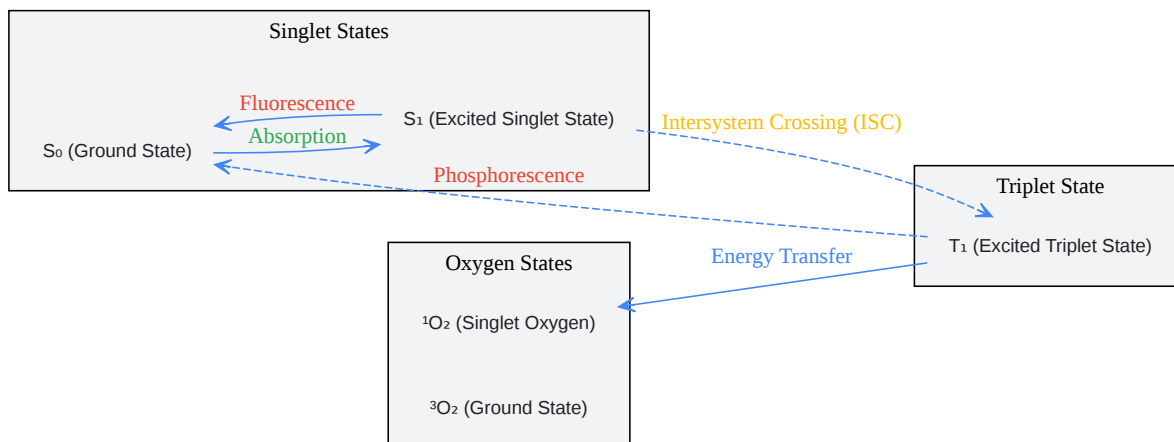 Singlet States
Fluorescence
S₁ (Excited Singlet State)
Intersystem Crossing (ISC)
Absorption
S₀ (Ground State)
Phosphorescence
Triplet State
T₁ (Excited Triplet State)
Energy Transfer
Oxygen States
¹O₂ (Singlet Oxygen)
³O₂ (Ground State)